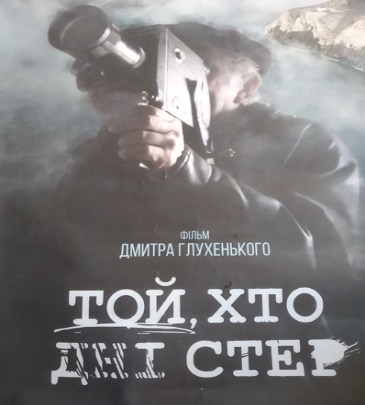 ФІЛЬМ
ДМИТРА ГЛУХЕНЬКОГО
ТОЙ, ХТО
ДНІ СТЕР